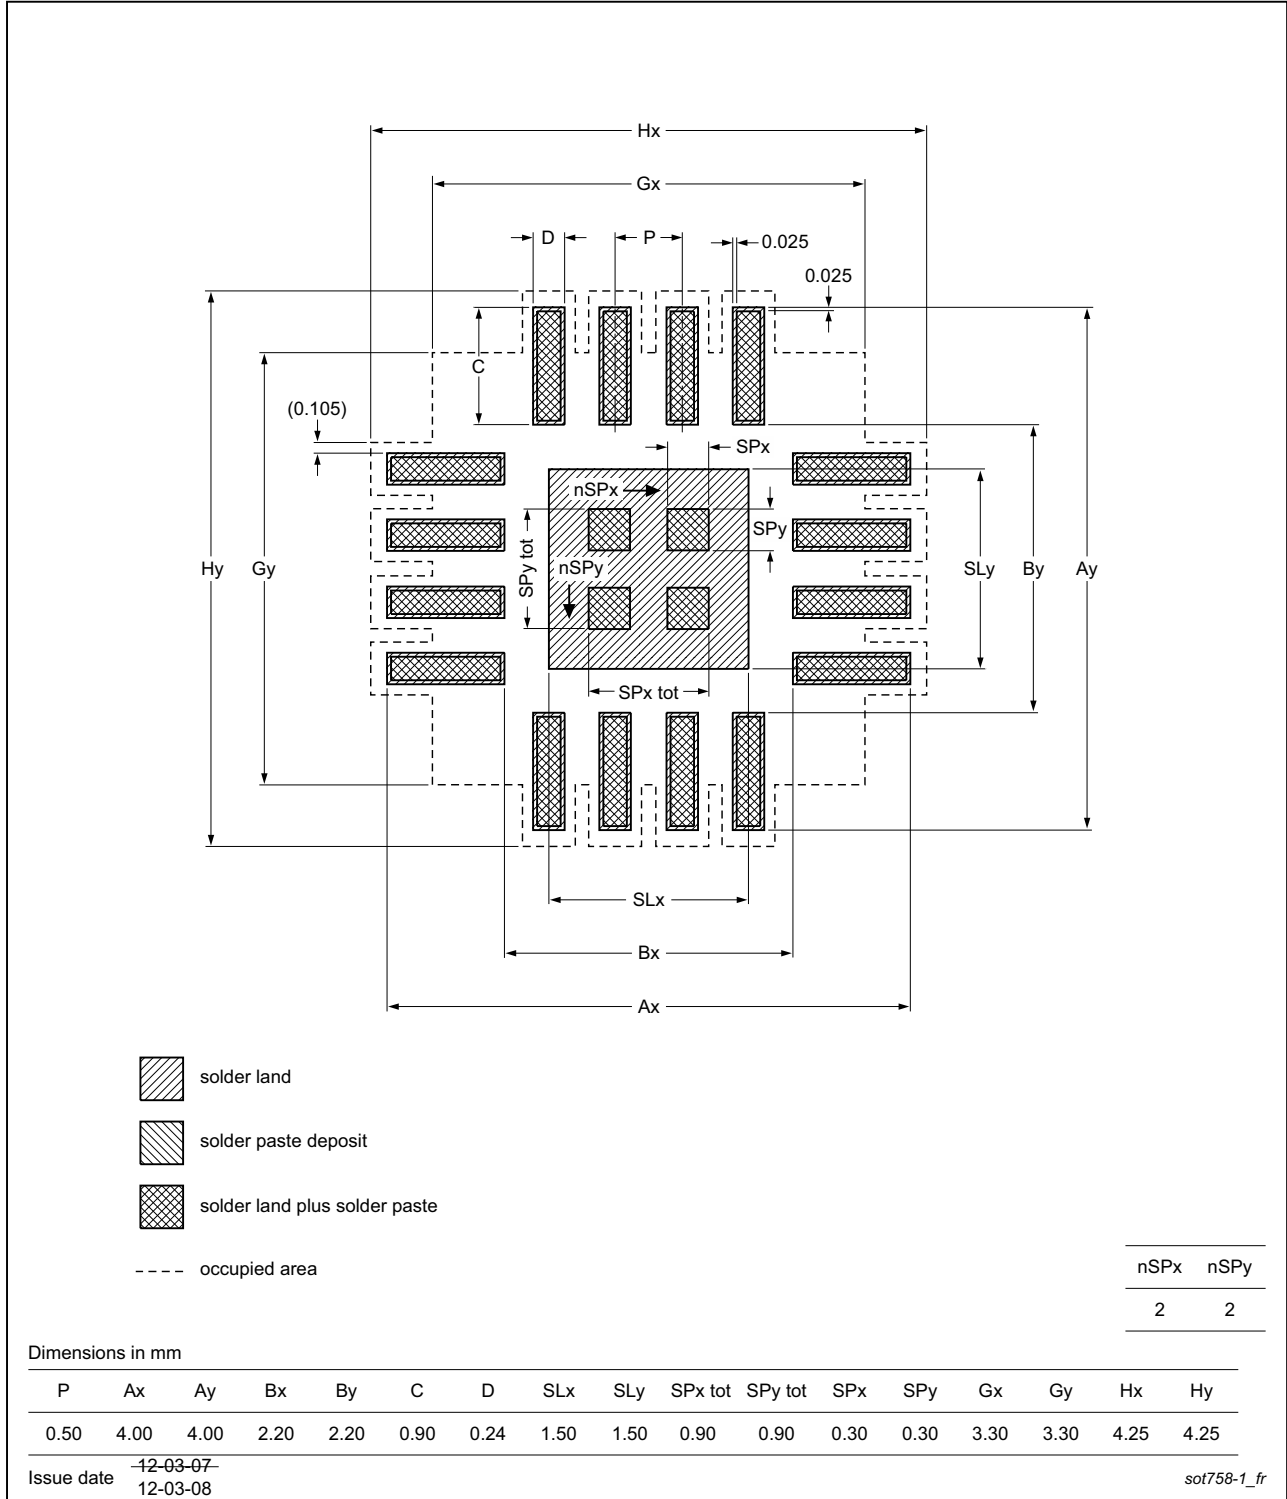 Hx
Gx
D P 0.025
0.025
C
(0.105)
SPx
nSPx
SPy
SPy tot
nSPy
Hy Gy SLy By Ay
SPx tot
SLx
Bx
Ax
solder land
solder paste deposit
solder land plus solder paste
occupied area
nSPx nSPy
2 2
Dimensions in mm
P Ax Ay Bx By C D SLx SLy SPx tot SPy tot SPx SPy Gx Gy Hx Hy
0.50 4.00 4.00 2.20 2.20 0.90 0.24 1.50 1.50 0.90 0.90 0.30 0.30 3.30 3.30 4.25 4.25
Issue date 12-03-07
12-03-08
sot758-1_fr